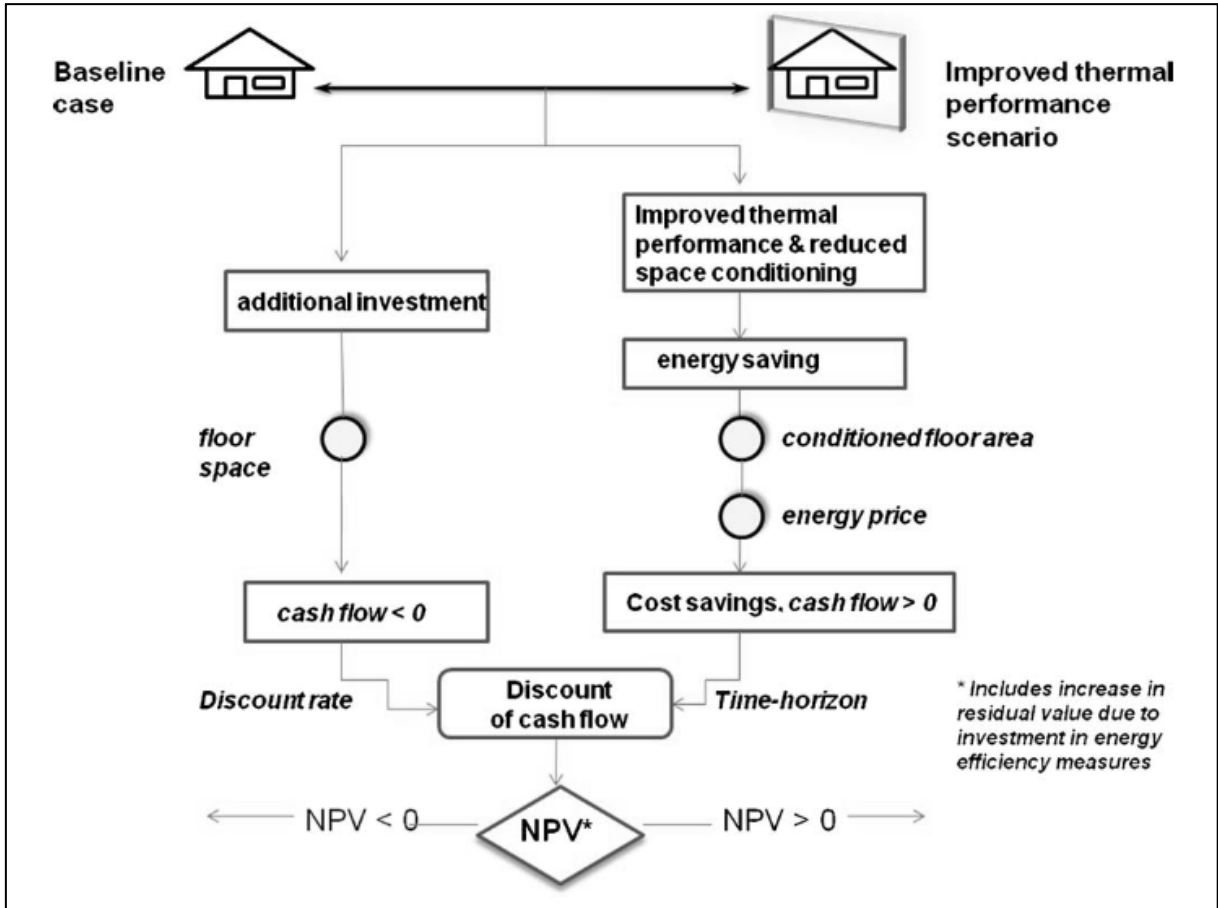 Baseline
case
Improved thermal
performance
scenario
Improved thermal
performance & reduced
space conditioning
additional investment
energy saving
floor
space
conditioned floor area
energy price
cash flow < 0
Cost savings, cash flow > 0
Discount rate
Discount
of cash flow
Time-horizon
* Includes increase in
residual value due to
investment in energy
efficiency measures
NPV < 0
NPV*
NPV > 0